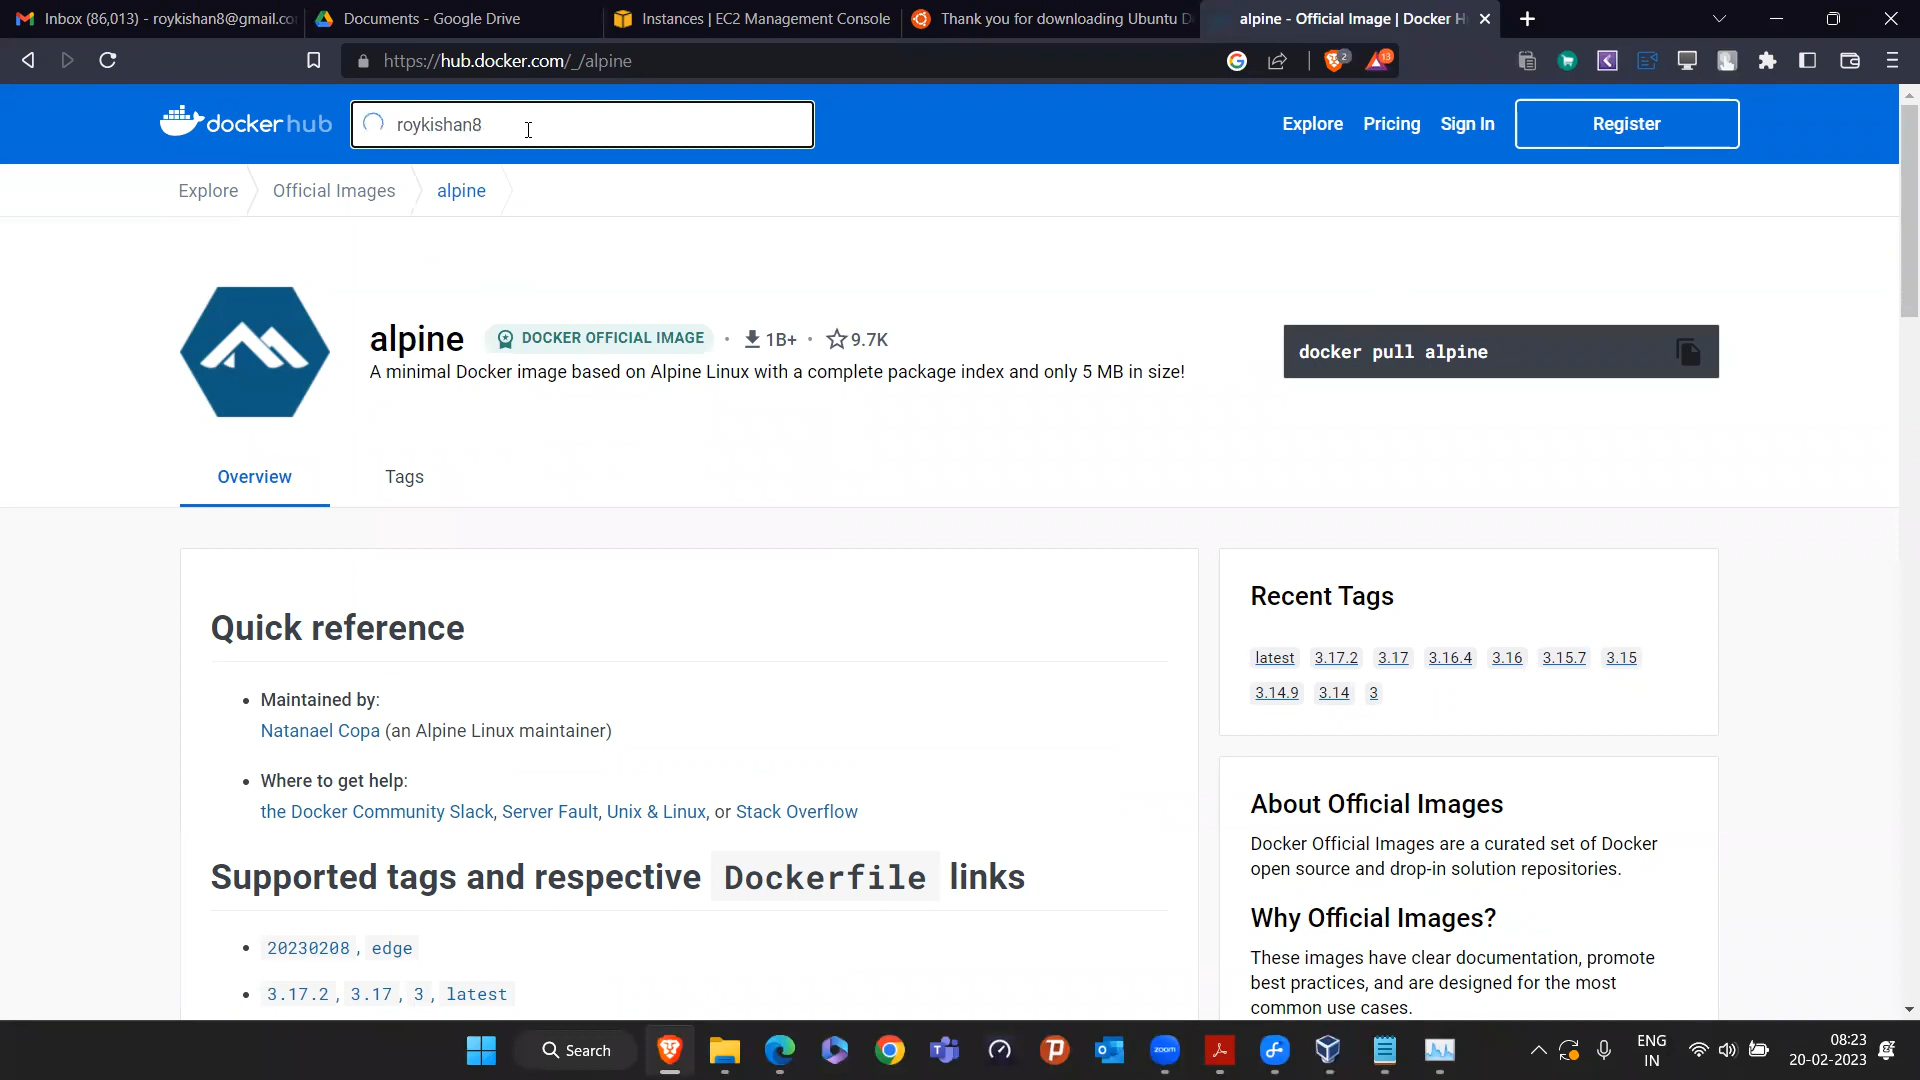 Inbox (86,013) - roykishan8@gmail.co
Documents - Google Drive
Instances | EC2 Management Console
Thank you for downloading Ubuntu D
alpine - Official Image | Docker H
https://hub.docker.com/_/alpine
2
13
docker hub
roykishan8
Explore
Pricing
Sign In
Register
Explore
Official Images
alpine
alpine
DOCKER OFFICIAL IMAGE
1B+
9.7K
A minimal Docker image based on Alpine Linux with a complete package index and only 5 MB in size!
docker pull alpine
Overview
Tags
Quick reference
Maintained by:
Natanael Copa (an Alpine Linux maintainer)
Where to get help:
the Docker Community Slack, Server Fault, Unix & Linux, or Stack Overflow
Supported tags and respective Dockerfile links
20230208, edge
3.17.2, 3.17, 3, latest
Recent Tags
latest 3.17.2 3.17 3.16.4 3.16 3.15.7 3.15
3.14.9 3.14 3
About Official Images
Docker Official Images are a curated set of Docker
open source and drop-in solution repositories.
Why Official Images?
These images have clear documentation, promote
best practices, and are designed for the most
common use cases.
Search
zoom
ENG
IN
08:23
20-02-2023